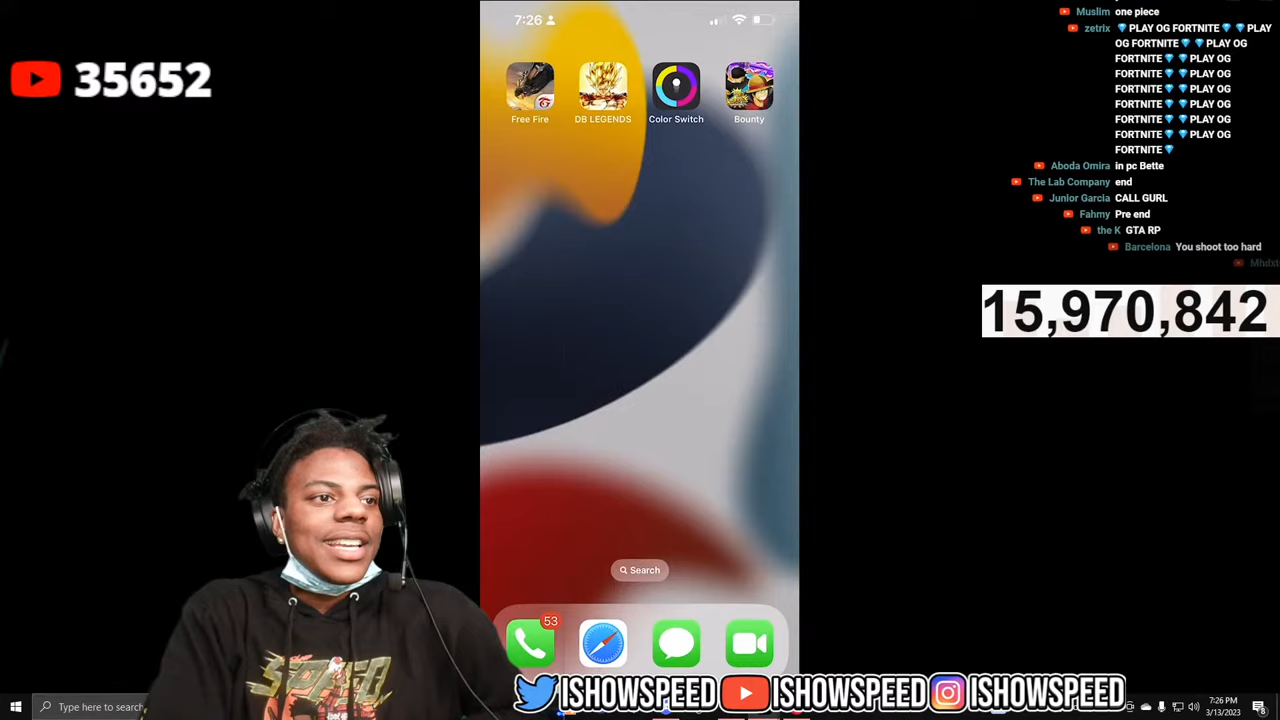 7:26
35652
Free Fire
DB LEGENDS
Color Switch
Bounty
Muslim one piece
zetrix 💎PLAY OG FORTNITE💎 💎PLAY
OG FORTNITE💎 💎PLAY OG
FORTNITE💎 💎PLAY OG
FORTNITE💎 💎PLAY OG
FORTNITE💎 💎PLAY OG
FORTNITE💎 💎PLAY OG
FORTNITE💎 💎PLAY OG
FORTNITE💎
Aboda Omira in pc Bette
The Lab Company end
Junior Garcia CALL GURL
Fahmy Pre end
the K GTA RP
Barcelona You shoot too hard
15,970,842
Search
53
ISHOWSPEED ISHOWSPEED ISHOWSPEED
Type here to search
7:26 PM
3/13/2023